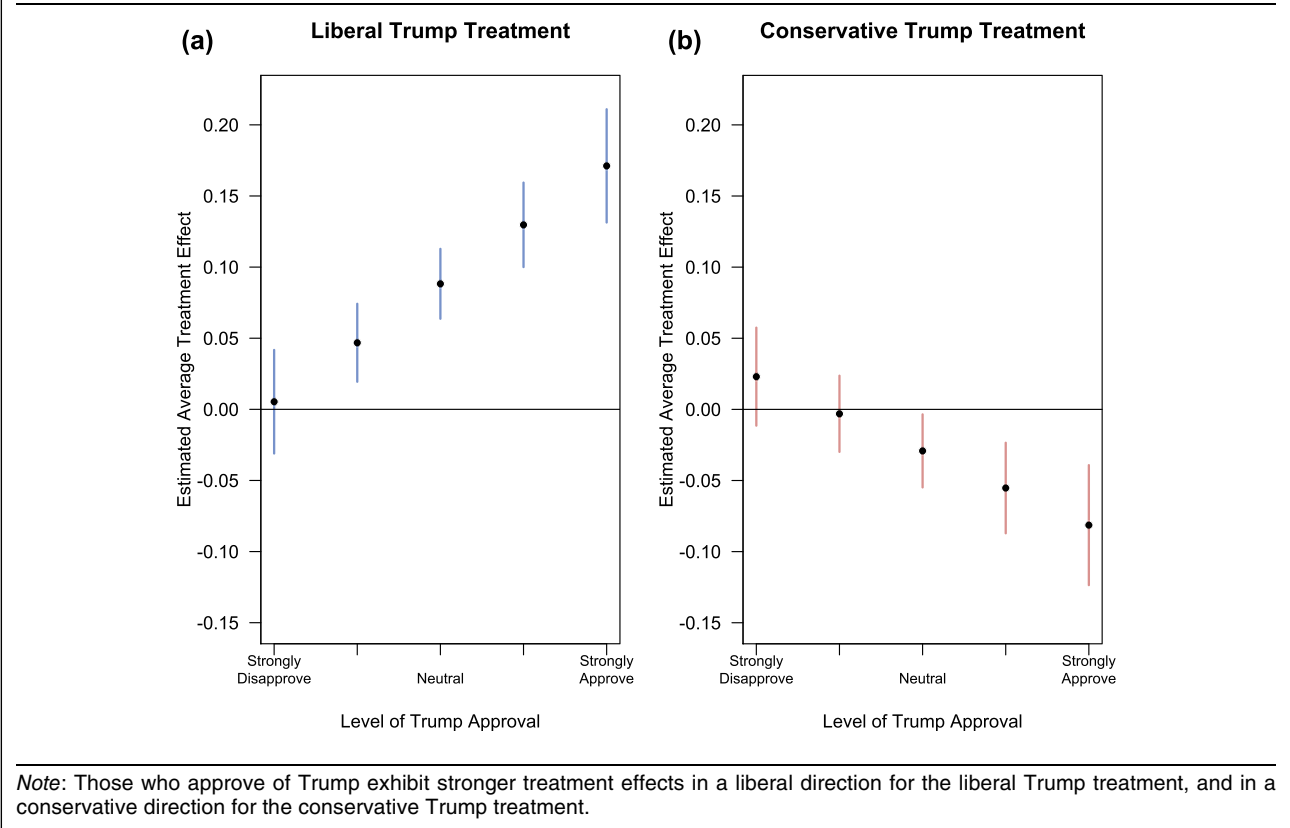 (a)
Liberal Trump Treatment
Estimated Average Treatment Effect
0.20
0.15
0.10
0.05
0.00
-0.05
-0.10
-0.15
Strongly
Disapprove
Neutral
Strongly
Approve
Level of Trump Approval
(b)
Conservative Trump Treatment
Estimated Average Treatment Effect
0.20
0.15
0.10
0.05
0.00
-0.05
-0.10
-0.15
Strongly
Disapprove
Neutral
Strongly
Approve
Level of Trump Approval
Note: Those who approve of Trump exhibit stronger treatment effects in a liberal direction for the liberal Trump treatment, and in a
conservative direction for the conservative Trump treatment.